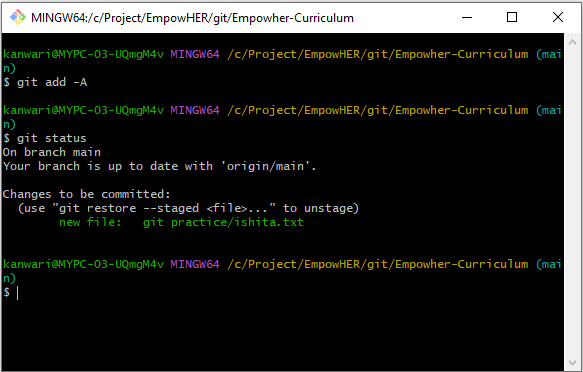 MINGW64:/c/Project/EmpowHER/git/Empowher-Curriculum
kanwari@MYPC-O3-UQmgM4v MINGW64 /c/Project/EmpowHER/git/Empowher-Curriculum (mai
n)
$ git add -A
kanwari@MYPC-O3-UQmgM4v MINGW64 /c/Project/EmpowHER/git/Empowher-Curriculum (mai
n)
$ git status
On branch main
Your branch is up to date with 'origin/main'.
Changes to be committed:
  (use "git restore --staged <file>..." to unstage)
        new file:   git practice/ishita.txt
kanwari@MYPC-O3-UQmgM4v MINGW64 /c/Project/EmpowHER/git/Empowher-Curriculum (mai
n)
$